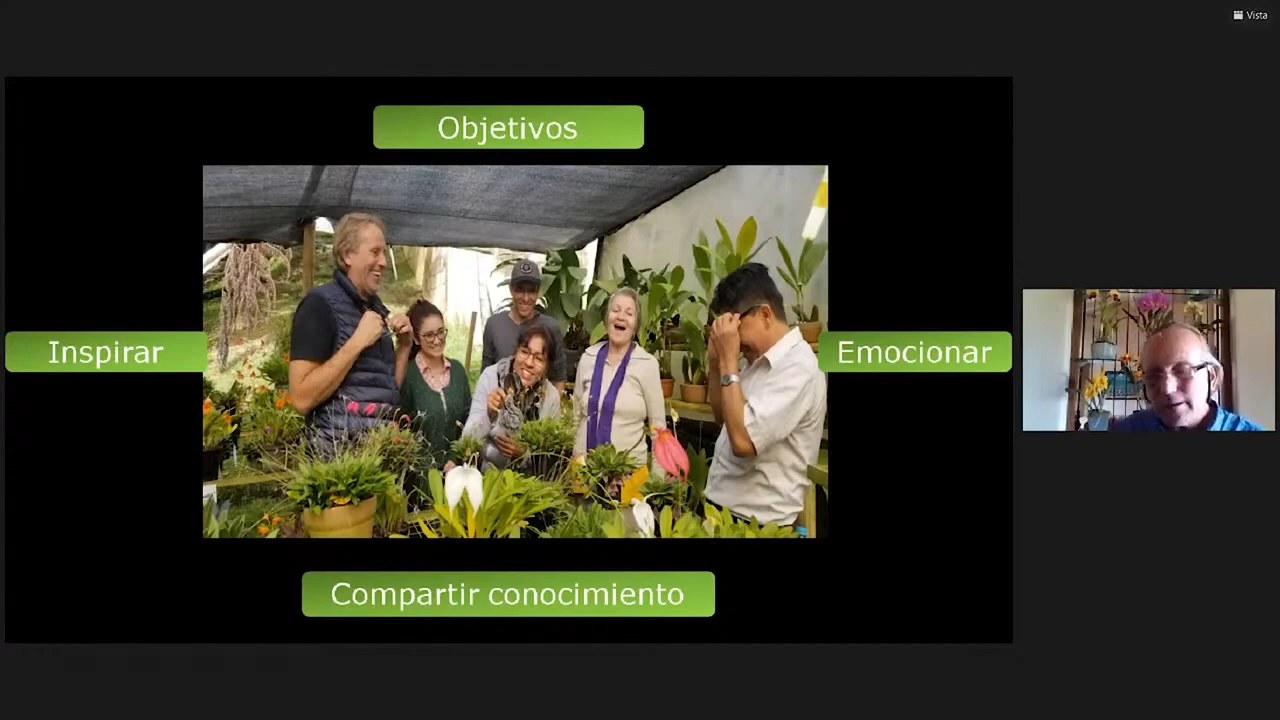 Vista
Objetivos
Inspirar
Emocionar
Compartir conocimiento